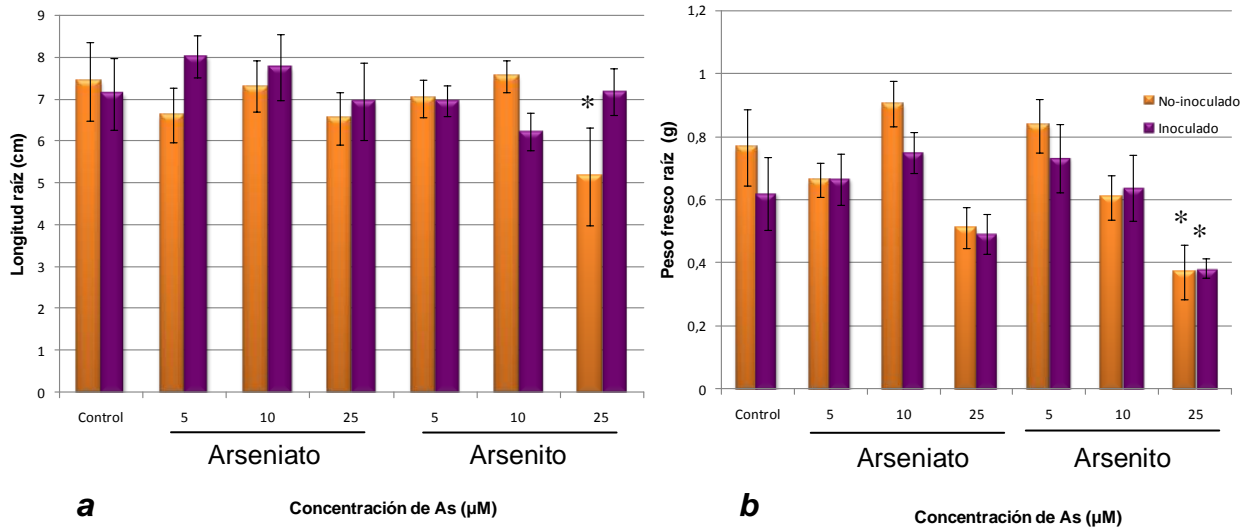 9
8
7
6
5
4
3
2
1
0
Longitud raíz (cm)
*
Control 5 10 25 5 10 25
Arseniato Arsenito
a
Concentración de As (µM)
1,2
1
0,8
0,6
0,4
0,2
0
Peso fresco raíz (g)
No-inoculado
Inoculado
* *
Control 5 10 25 5 10 25
Arseniato Arsenito
b
Concentración de As (µM)